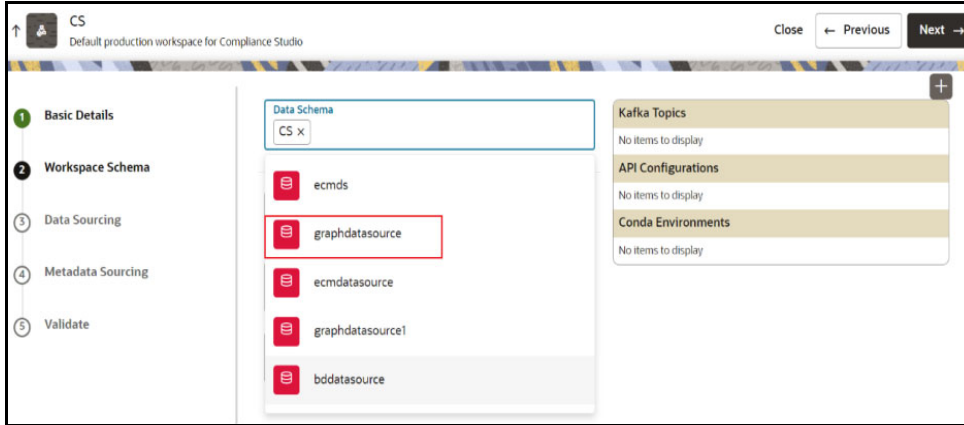 CS
Default production workspace for Compliance Studio
Close
← Previous
Next →
1 Basic Details
2 Workspace Schema
3 Data Sourcing
4 Metadata Sourcing
5 Validate
Data Schema
CS ×
ecmds
graphdatasource
ecmdatasource
graphdatasource1
bddatasource
Kafka Topics
No items to display
API Configurations
No items to display
Conda Environments
No items to display